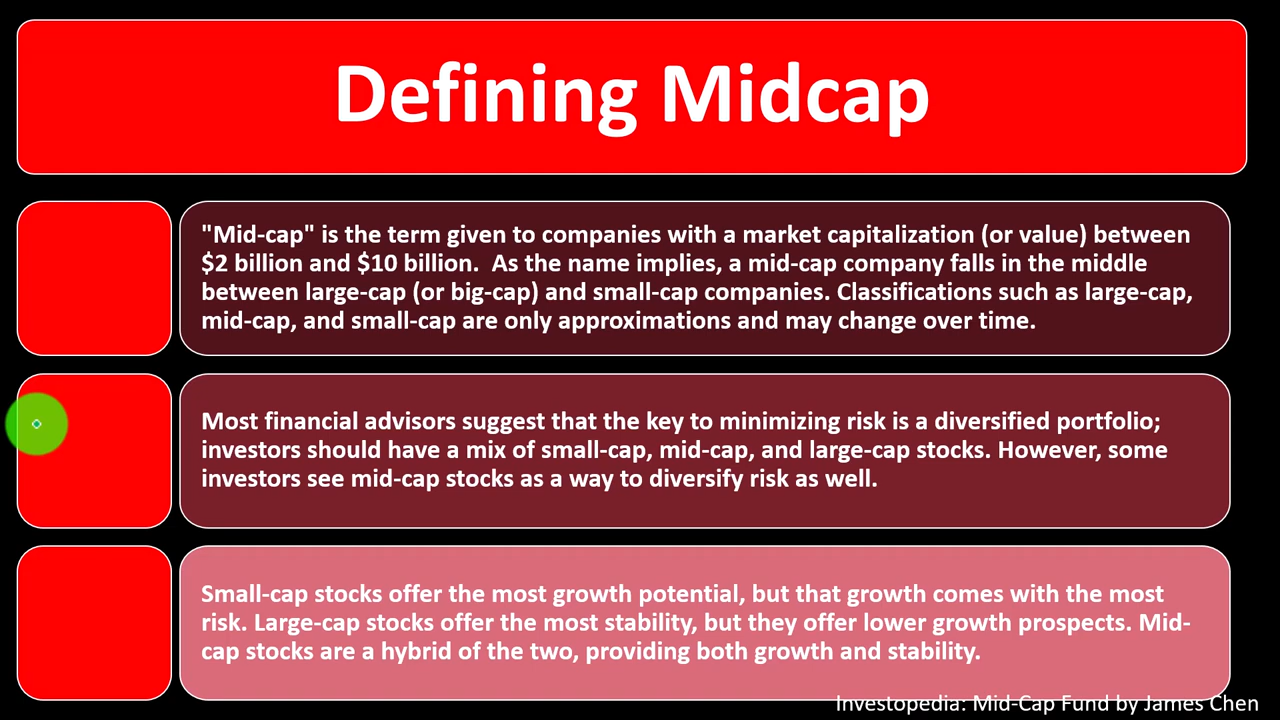 Defining Midcap
"Mid-cap" is the term given to companies with a market capitalization (or value) between
$2 billion and $10 billion.  As the name implies, a mid-cap company falls in the middle
between large-cap (or big-cap) and small-cap companies. Classifications such as large-cap,
mid-cap, and small-cap are only approximations and may change over time.
Most financial advisors suggest that the key to minimizing risk is a diversified portfolio;
investors should have a mix of small-cap, mid-cap, and large-cap stocks. However, some
investors see mid-cap stocks as a way to diversify risk as well.
Small-cap stocks offer the most growth potential, but that growth comes with the most
risk. Large-cap stocks offer the most stability, but they offer lower growth prospects. Mid-
cap stocks are a hybrid of the two, providing both growth and stability.
Investopedia: Mid-Cap Fund by James Chen